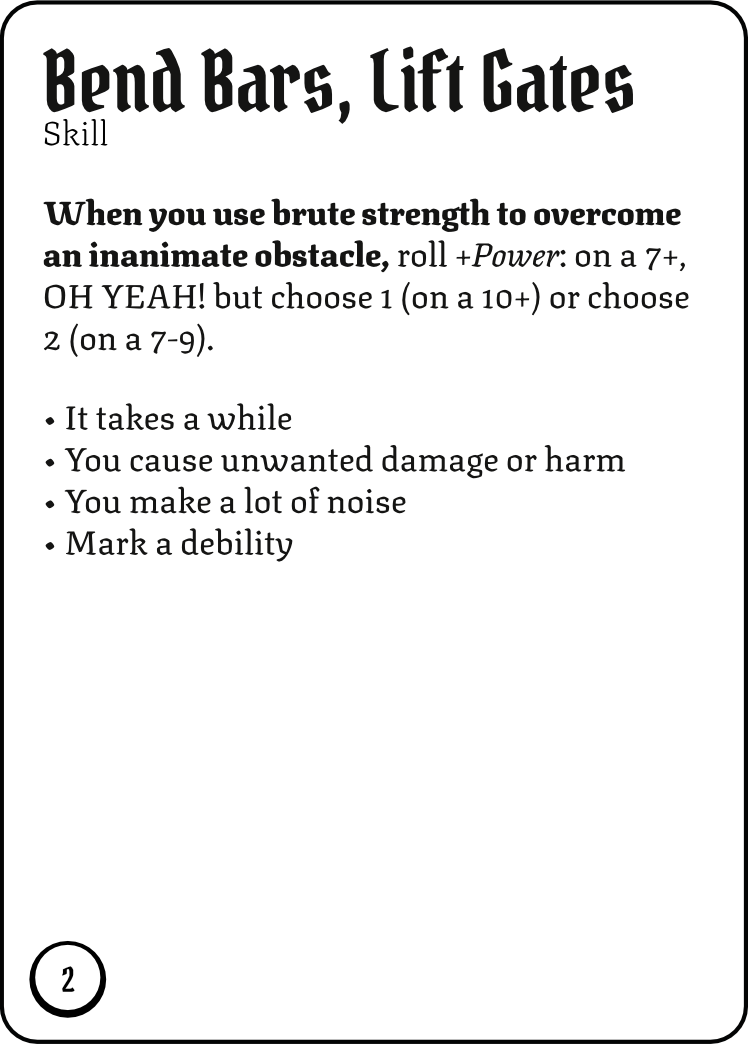 Bend Bars, Lift Gates
Skill
When you use brute strength to overcome
an inanimate obstacle, roll +Power: on a 7+,
OH YEAH! but choose 1 (on a 10+) or choose
2 (on a 7-9).
• It takes a while
• You cause unwanted damage or harm
• You make a lot of noise
• Mark a debility
2